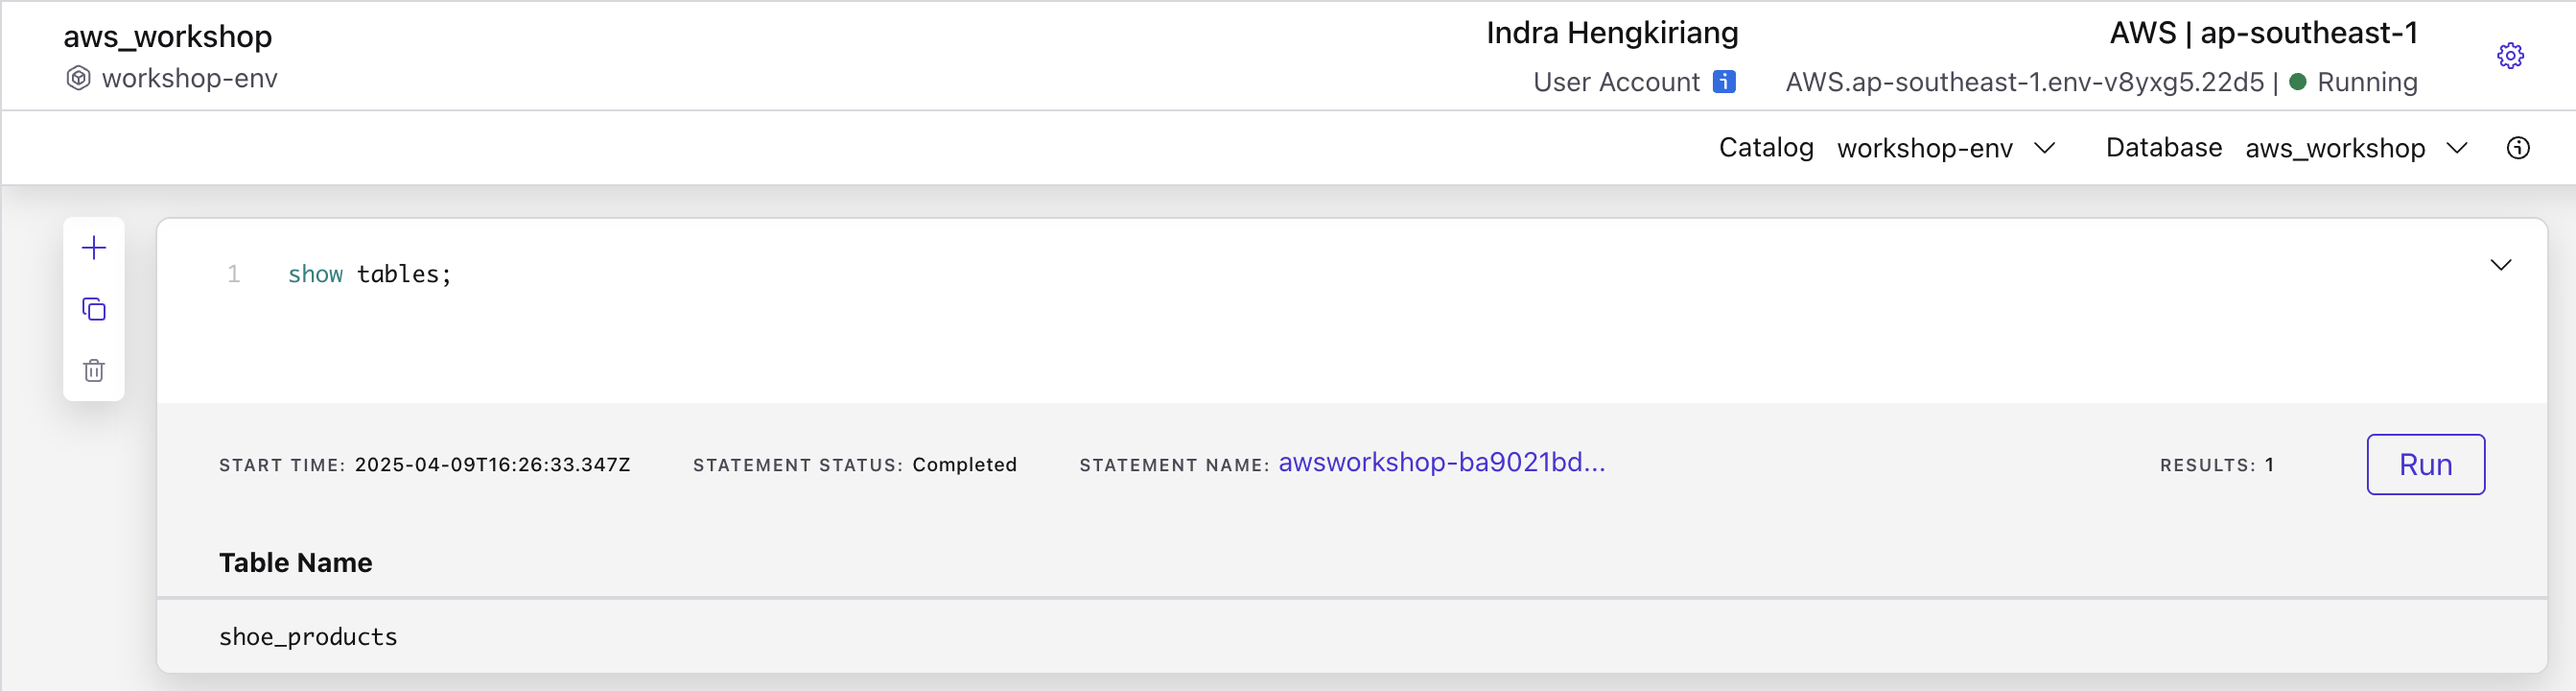 aws_workshop
workshop-env
Indra Hengkiriang
User Account
AWS | ap-southeast-1
AWS.ap-southeast-1.env-v8yxg5.22d5 | Running
Catalog workshop-env Database aws_workshop
1 show tables;
START TIME: 2025-04-09T16:26:33.347Z STATEMENT STATUS: Completed STATEMENT NAME: awsworkshop-ba9021bd... RESULTS: 1 Run
Table Name
shoe_products